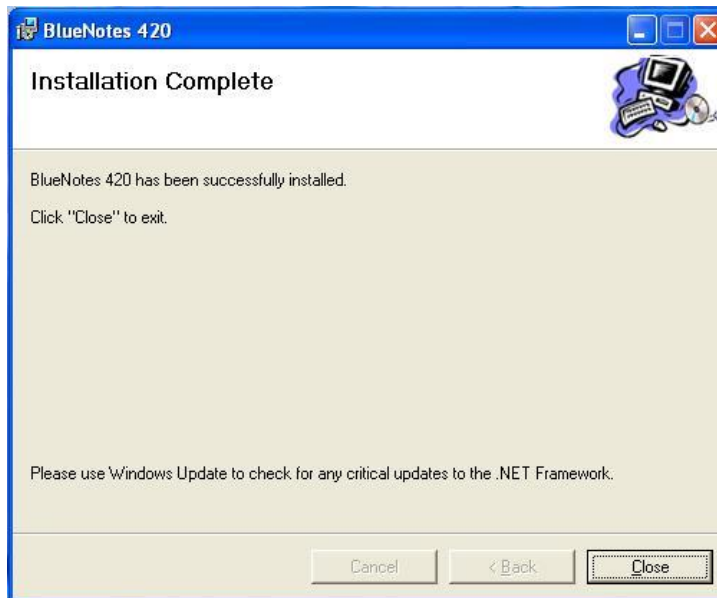 BlueNotes 420
Installation Complete
BlueNotes 420 has been successfully installed.
Click "Close" to exit.
Please use Windows Update to check for any critical updates to the .NET Framework.
Cancel
< Back
Close